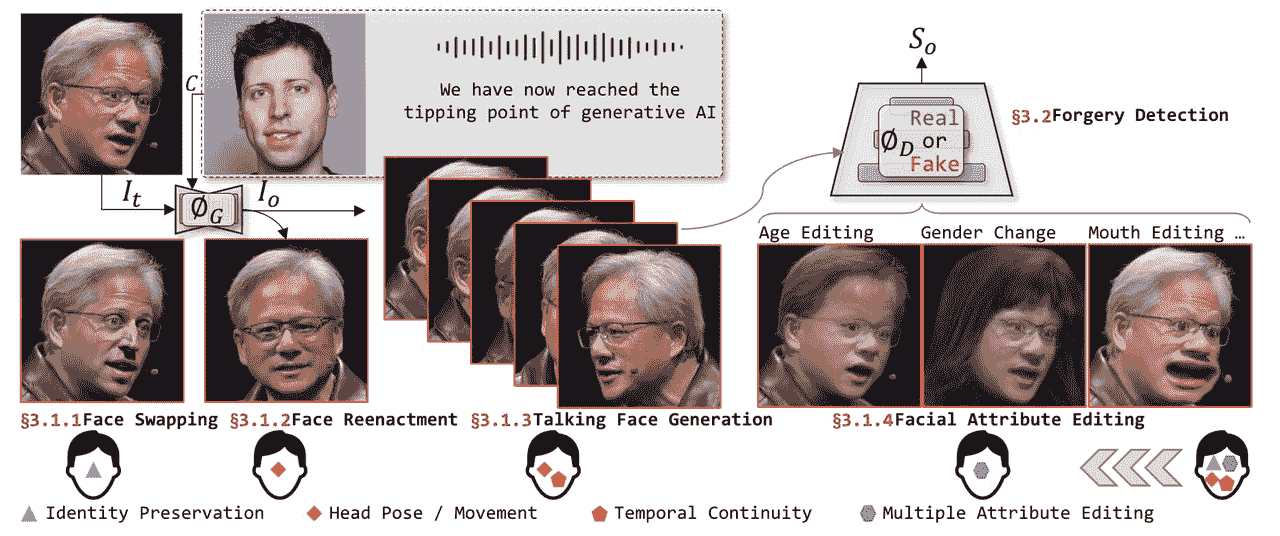 C
We have now reached the
tipping point of generative AI
S_o
§3.2Forgery Detection
Real
∅_D or
Fake
I_t
∅_G
I_o
Age Editing
Gender Change
Mouth Editing …
§3.1.1Face Swapping
§3.1.2Face Reenactment
§3.1.3Talking Face Generation
§3.1.4Facial Attribute Editing
Identity Preservation
Head Pose / Movement
Temporal Continuity
Multiple Attribute Editing